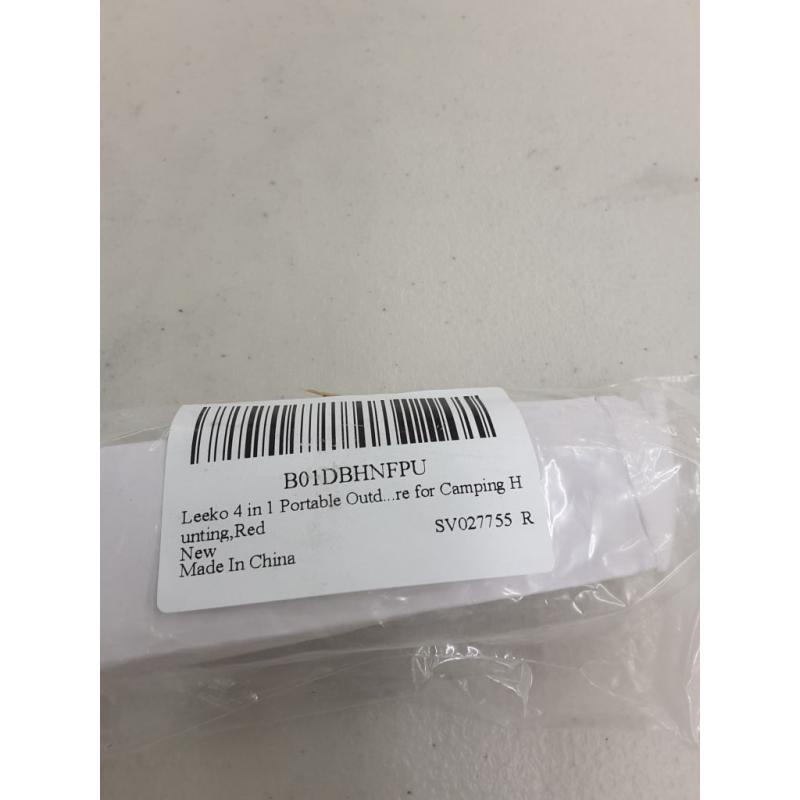 B01DBHNFPU
Leeko 4 in 1 Portable Outd...re for Camping H
unting,Red
SV027755 R
New
Made In China